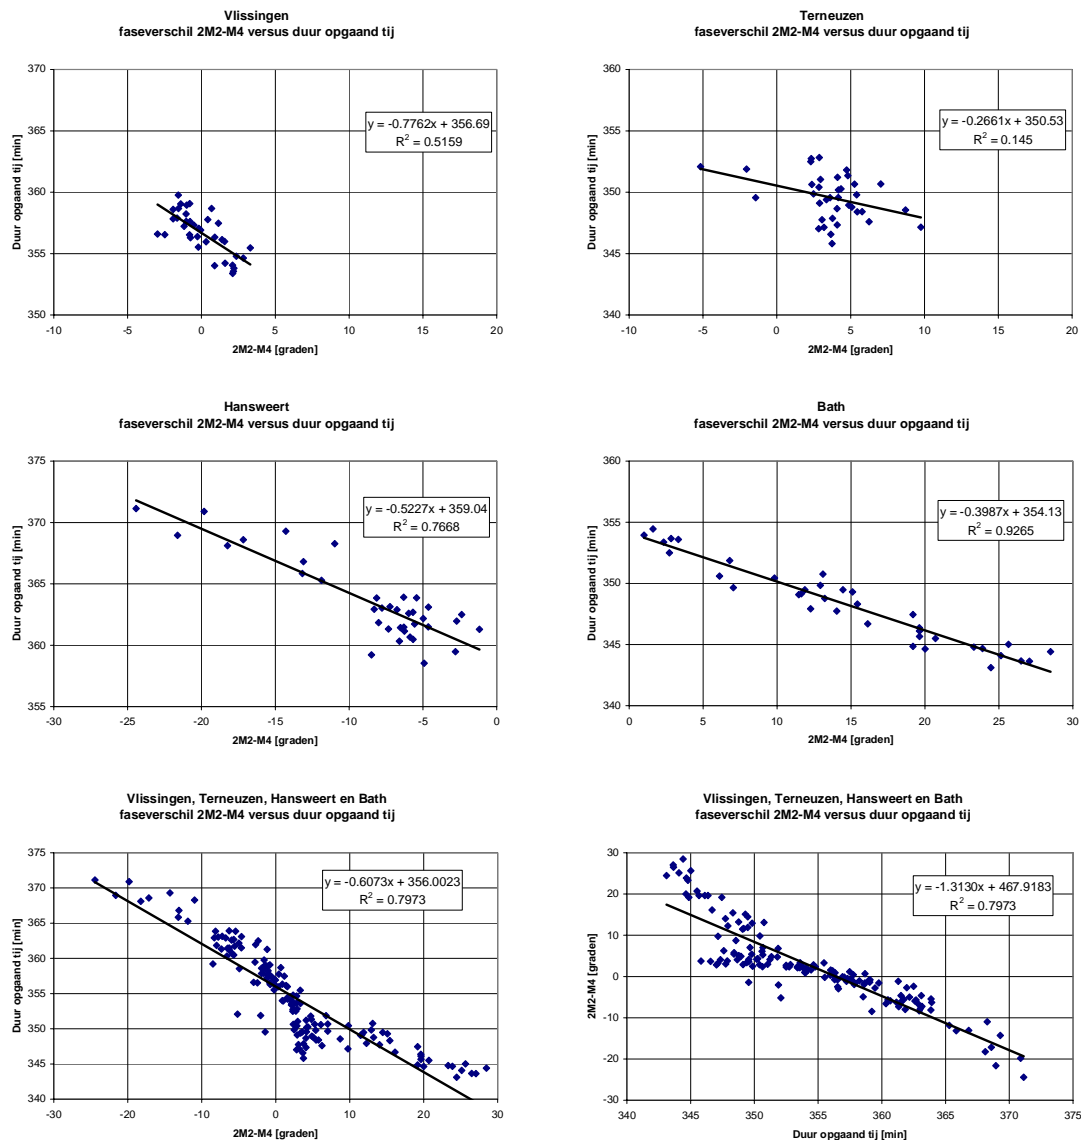 Vlissingen
faseverschil 2M2-M4 versus duur opgaand tij
Duur opgaand tij [min]
370
365
360
355
350
y = -0.7762x + 356.69
R² = 0.5159
-10
-5
0
5
10
15
20
2M2-M4 [graden]
Terneuzen
faseverschil 2M2-M4 versus duur opgaand tij
Duur opgaand tij [min]
360
355
350
345
340
y = -0.2661x + 350.53
R² = 0.145
-10
-5
0
5
10
15
20
2M2-M4 [graden]
Hansweert
faseverschil 2M2-M4 versus duur opgaand tij
Duur opgaand tij [min]
375
370
365
360
355
y = -0.5227x + 359.04
R² = 0.7668
-30
-25
-20
-15
-10
-5
0
2M2-M4 [graden]
Bath
faseverschil 2M2-M4 versus duur opgaand tij
Duur opgaand tij [min]
360
355
350
345
340
y = -0.3987x + 354.13
R² = 0.9265
0
5
10
15
20
25
30
2M2-M4 [graden]
Vlissingen, Terneuzen, Hansweert en Bath
faseverschil 2M2-M4 versus duur opgaand tij
Duur opgaand tij [min]
375
370
365
360
355
350
345
340
y = -0.6073x + 356.0023
R² = 0.7973
-30
-20
-10
0
10
20
30
2M2-M4 [graden]
Vlissingen, Terneuzen, Hansweert en Bath
faseverschil 2M2-M4 versus duur opgaand tij
2M2-M4 [graden]
30
20
10
0
-10
-20
-30
y = -1.3130x + 467.9183
R² = 0.7973
340
345
350
355
360
365
370
375
Duur opgaand tij [min]